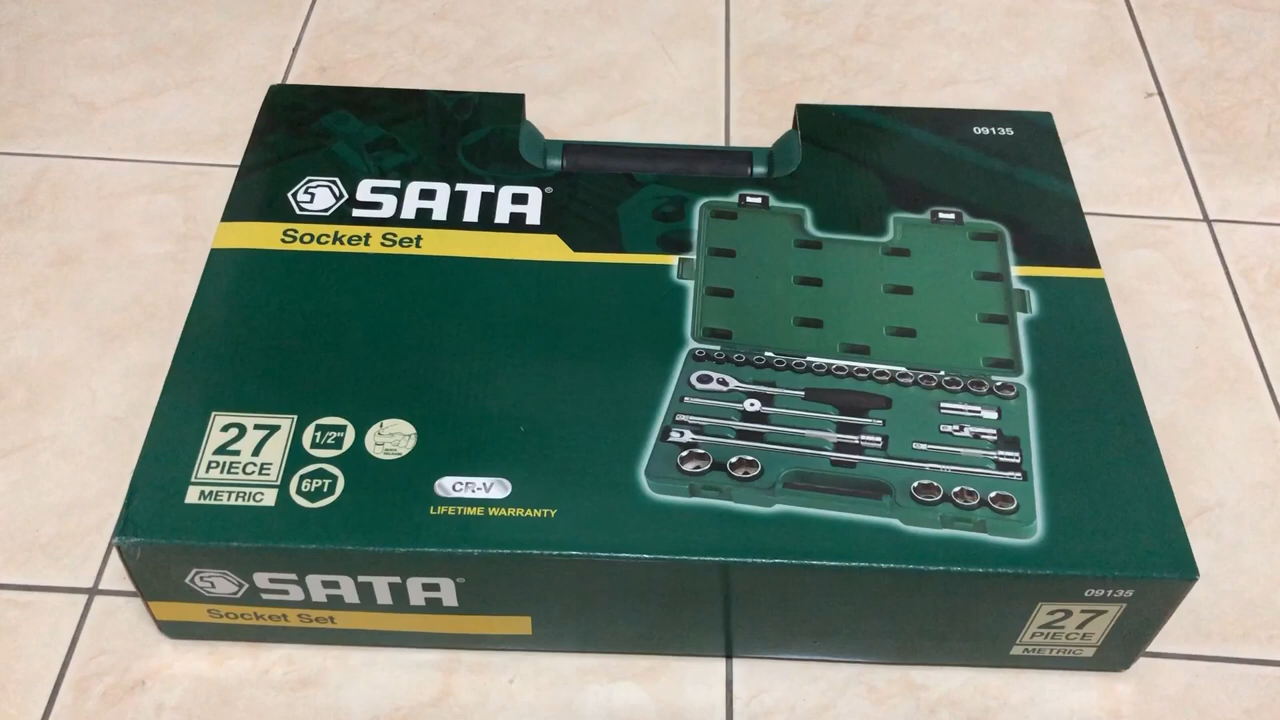 09135
SATA®
Socket Set
27
PIECE
METRIC
1/2"
6PT
CR-V
LIFETIME WARRANTY
SATA®
Socket Set
09135
27
PIECE
METRIC